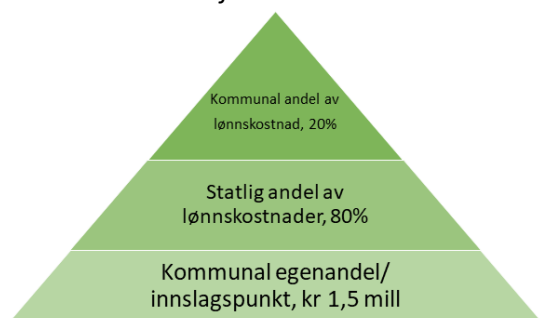 Kommunal andel av
lønnskostnad, 20%
Statlig andel av
lønnskostnader, 80%
Kommunal egenandel/
innslagspunkt, kr 1,5 mill